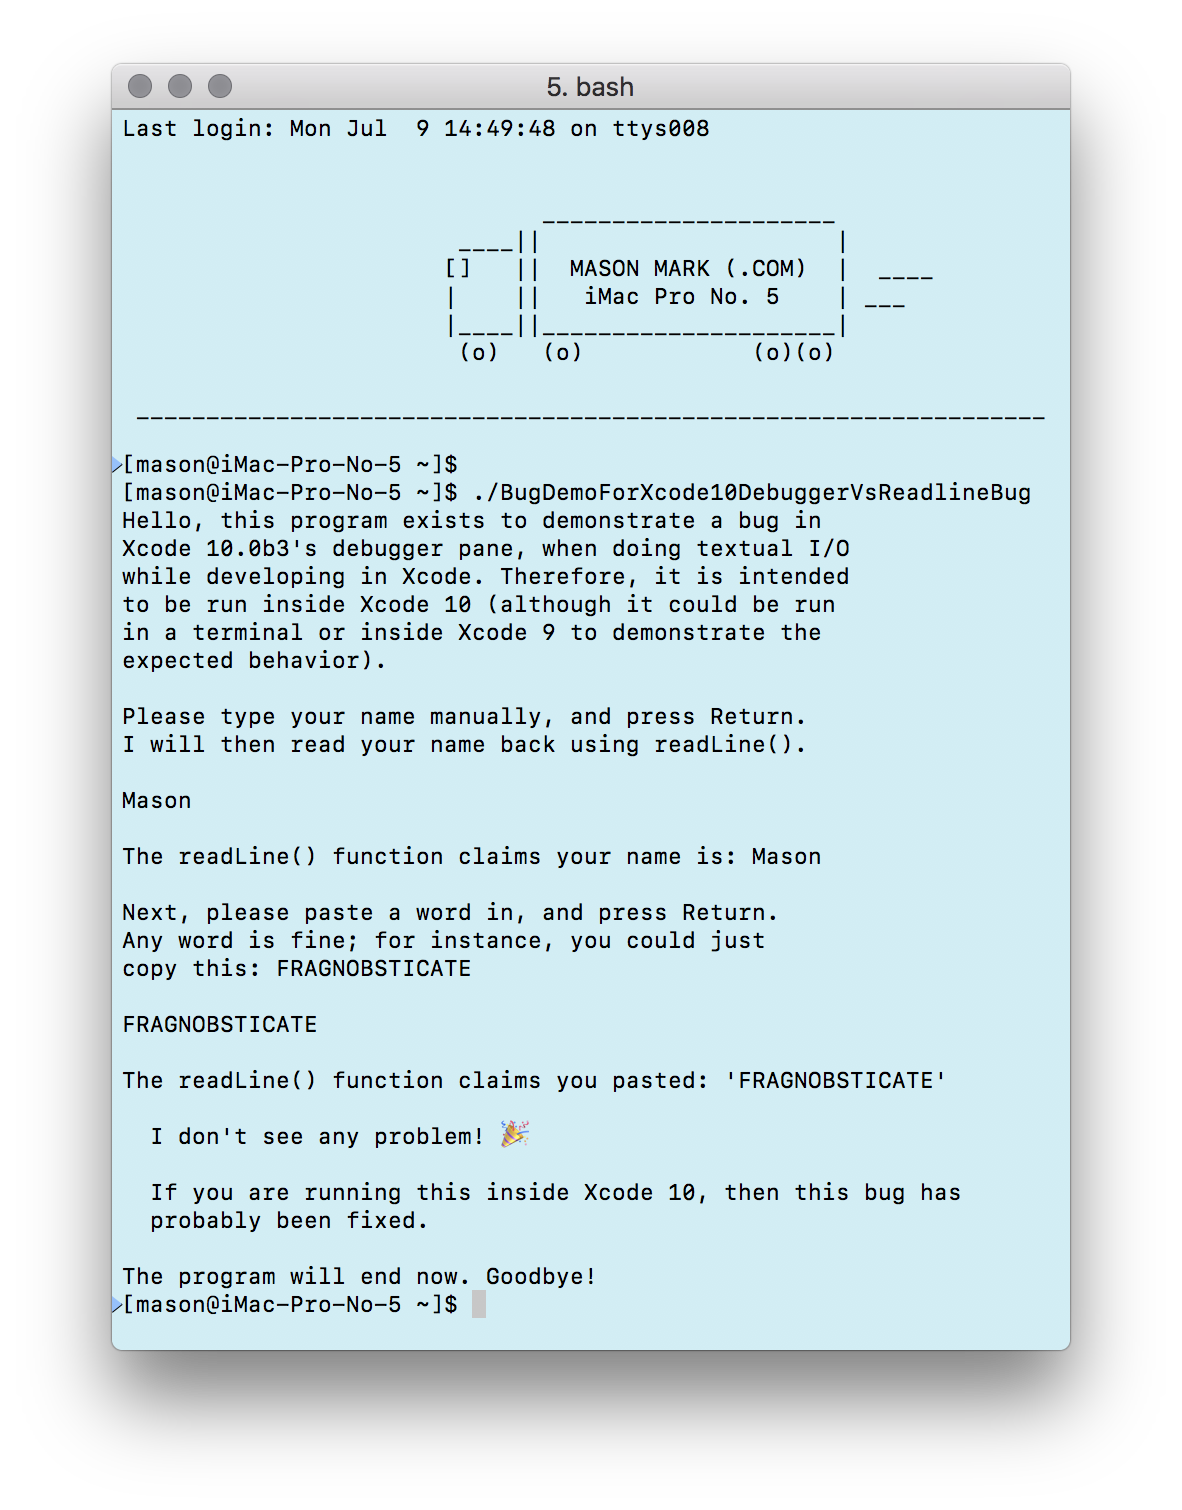 5. bash
Last login: Mon Jul  9 14:49:48 on ttys008
                              _____________________
                        ____||                     |
                       []   ||  MASON MARK (.COM)  |  ____
                       |    ||   iMac Pro No. 5    | ___
                       |____||_____________________|
                        (o)   (o)            (o)(o)
 _________________________________________________________________
[mason@iMac-Pro-No-5 ~]$
[mason@iMac-Pro-No-5 ~]$ ./BugDemoForXcode10DebuggerVsReadlineBug
Hello, this program exists to demonstrate a bug in
Xcode 10.0b3's debugger pane, when doing textual I/O
while developing in Xcode. Therefore, it is intended
to be run inside Xcode 10 (although it could be run
in a terminal or inside Xcode 9 to demonstrate the
expected behavior).
Please type your name manually, and press Return.
I will then read your name back using readLine().
Mason
The readLine() function claims your name is: Mason
Next, please paste a word in, and press Return.
Any word is fine; for instance, you could just
copy this: FRAGNOBSTICATE
FRAGNOBSTICATE
The readLine() function claims you pasted: 'FRAGNOBSTICATE'
  I don't see any problem! 🎉
  If you are running this inside Xcode 10, then this bug has
  probably been fixed.
The program will end now. Goodbye!
[mason@iMac-Pro-No-5 ~]$